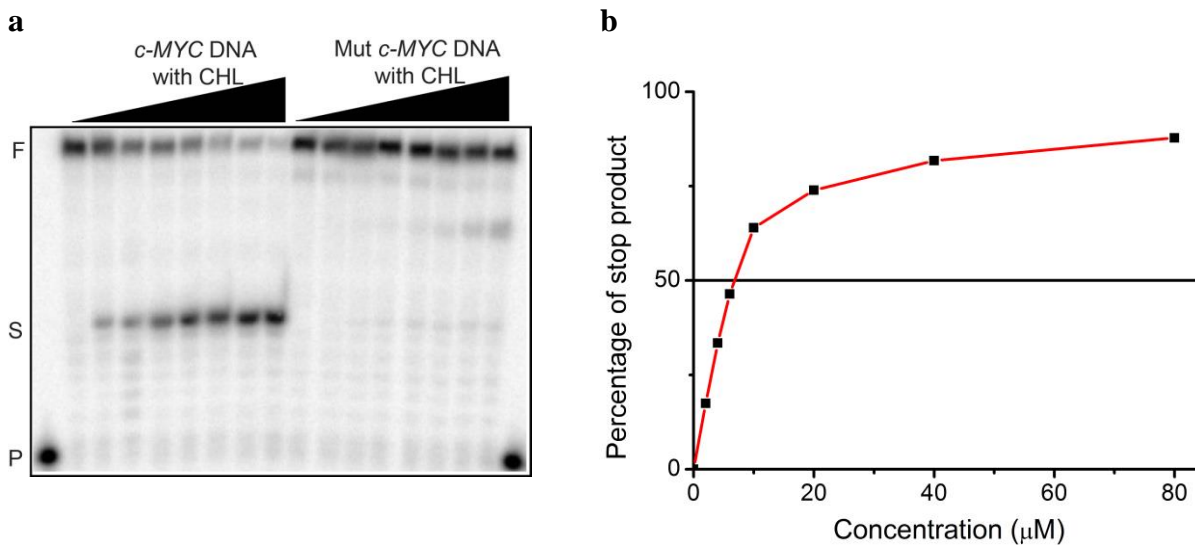 a
c-MYC DNA
with CHL
Mut c-MYC DNA
with CHL
F
S
P
b
100
50
0
Percentage of stop product
0 20 40 60 80
Concentration (μM)